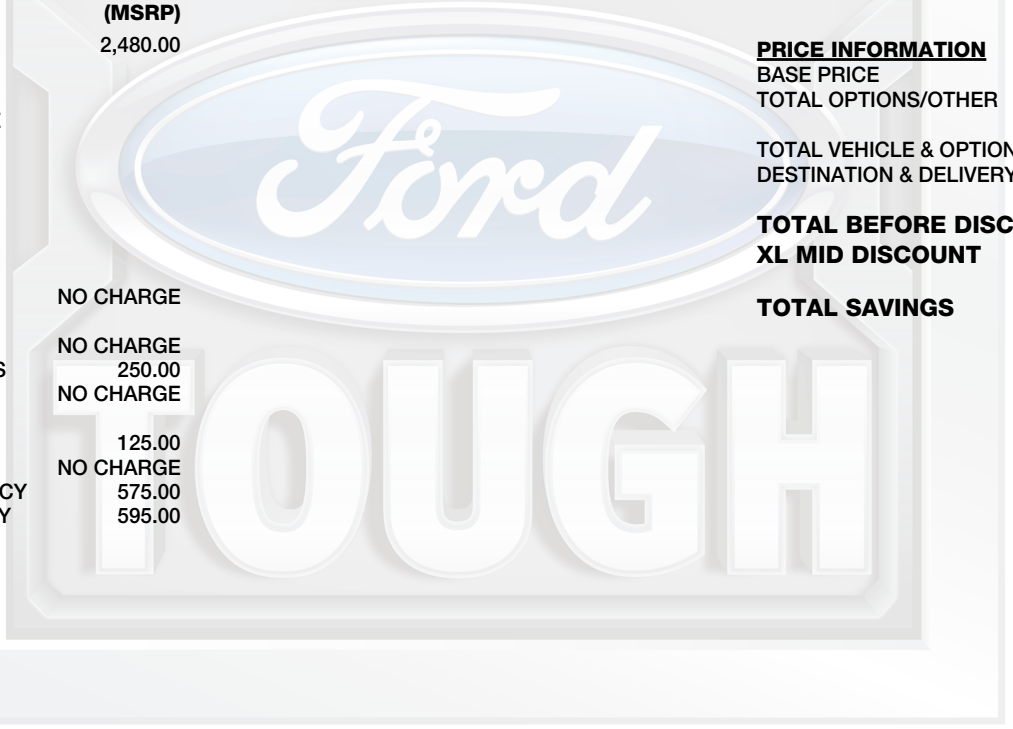 (MSRP)
2,480.00
NO CHARGE
NO CHARGE
250.00
NO CHARGE
125.00
NO CHARGE
CY 575.00
Y 595.00
PRICE INFORMATION
BASE PRICE
TOTAL OPTIONS/OTHER
TOTAL VEHICLE & OPTION
DESTINATION & DELIVERY
TOTAL BEFORE DISC
XL MID DISCOUNT
TOTAL SAVINGS
Ford
TOUGH